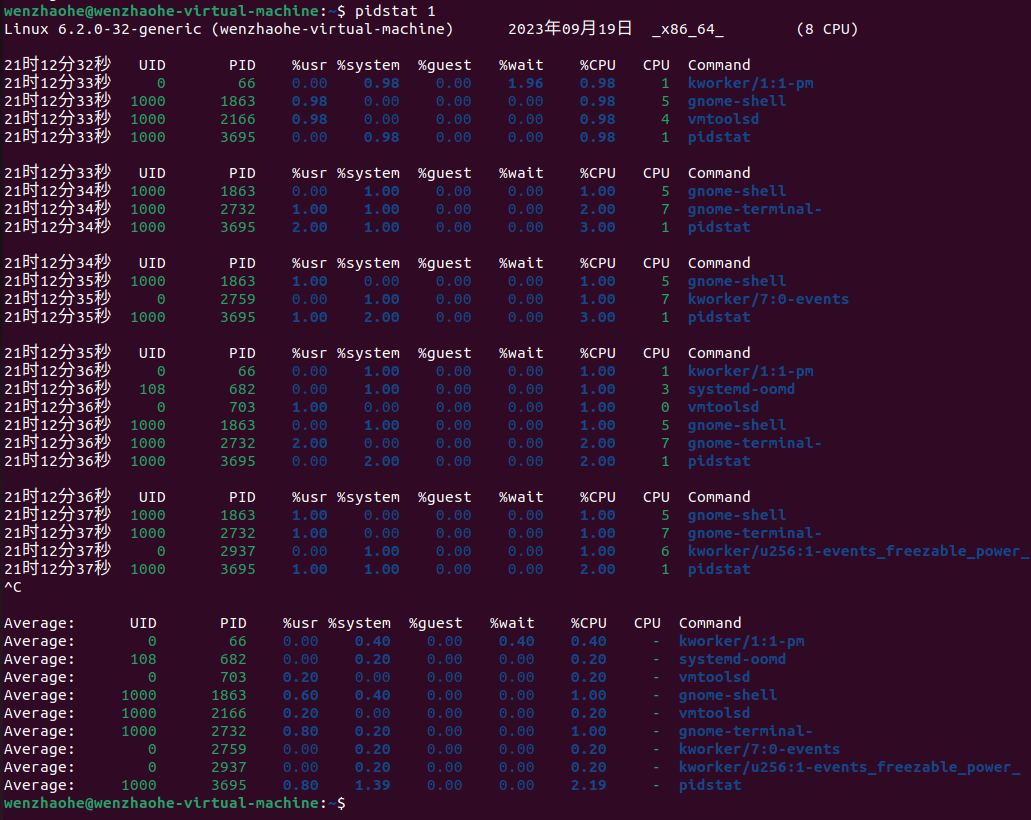 wenzhaohe@wenzhaohe-virtual-machine:~$ pidstat 1
Linux 6.2.0-32-generic (wenzhaohe-virtual-machine) 2023年09月19日 _x86_64_ (8 CPU)
21时12分32秒 UID PID %usr %system %guest %wait %CPU CPU Command
21时12分33秒 0 66 0.00 0.98 0.00 1.96 0.98 1 kworker/1:1-pm
21时12分33秒 1000 1863 0.98 0.00 0.00 0.00 0.98 5 gnome-shell
21时12分33秒 1000 2166 0.98 0.00 0.00 0.00 0.98 4 vmtoolsd
21时12分33秒 1000 3695 0.00 0.98 0.00 0.00 0.98 1 pidstat
21时12分33秒 UID PID %usr %system %guest %wait %CPU CPU Command
21时12分34秒 1000 1863 0.00 1.00 0.00 0.00 1.00 5 gnome-shell
21时12分34秒 1000 2732 1.00 1.00 0.00 0.00 2.00 7 gnome-terminal-
21时12分34秒 1000 3695 2.00 1.00 0.00 0.00 3.00 1 pidstat
21时12分34秒 UID PID %usr %system %guest %wait %CPU CPU Command
21时12分35秒 1000 1863 1.00 0.00 0.00 0.00 1.00 5 gnome-shell
21时12分35秒 0 2759 0.00 1.00 0.00 0.00 1.00 7 kworker/7:0-events
21时12分35秒 1000 3695 1.00 2.00 0.00 0.00 3.00 1 pidstat
21时12分35秒 UID PID %usr %system %guest %wait %CPU CPU Command
21时12分36秒 0 66 0.00 1.00 0.00 0.00 1.00 1 kworker/1:1-pm
21时12分36秒 108 682 0.00 1.00 0.00 0.00 1.00 3 systemd-oomd
21时12分36秒 0 703 1.00 0.00 0.00 0.00 1.00 0 vmtoolsd
21时12分36秒 1000 1863 0.00 1.00 0.00 0.00 1.00 5 gnome-shell
21时12分36秒 1000 2732 2.00 0.00 0.00 0.00 2.00 7 gnome-terminal-
21时12分36秒 1000 3695 0.00 2.00 0.00 0.00 2.00 1 pidstat
21时12分36秒 UID PID %usr %system %guest %wait %CPU CPU Command
21时12分37秒 1000 1863 1.00 0.00 0.00 0.00 1.00 5 gnome-shell
21时12分37秒 1000 2732 1.00 0.00 0.00 0.00 1.00 7 gnome-terminal-
21时12分37秒 0 2937 0.00 1.00 0.00 0.00 1.00 6 kworker/u256:1-events_freezable_power_
21时12分37秒 1000 3695 1.00 1.00 0.00 0.00 2.00 1 pidstat
^C
Average: UID PID %usr %system %guest %wait %CPU CPU Command
Average: 0 66 0.00 0.40 0.00 0.40 0.40 - kworker/1:1-pm
Average: 108 682 0.00 0.20 0.00 0.00 0.20 - systemd-oomd
Average: 0 703 0.20 0.00 0.00 0.00 0.20 - vmtoolsd
Average: 1000 1863 0.60 0.40 0.00 0.00 1.00 - gnome-shell
Average: 1000 2166 0.20 0.00 0.00 0.00 0.20 - vmtoolsd
Average: 1000 2732 0.80 0.20 0.00 0.00 1.00 - gnome-terminal-
Average: 0 2759 0.00 0.20 0.00 0.00 0.20 - kworker/7:0-events
Average: 0 2937 0.00 0.20 0.00 0.00 0.20 - kworker/u256:1-events_freezable_power_
Average: 1000 3695 0.80 1.39 0.00 0.00 2.19 - pidstat
wenzhaohe@wenzhaohe-virtual-machine:~$